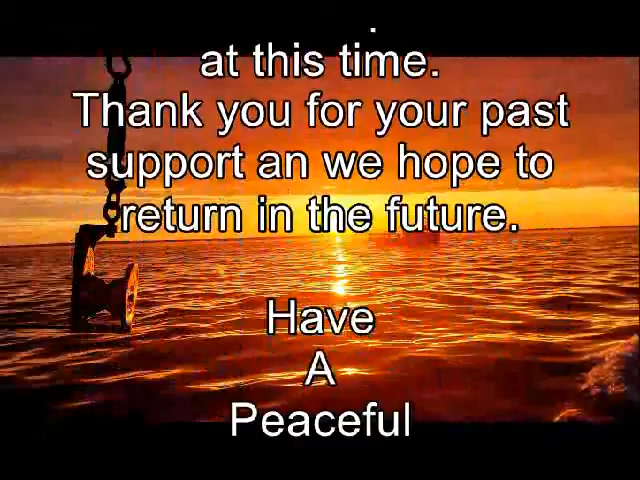 at this time.
Thank you for your past
support an we hope to
return in the future.
Have
A
Peaceful